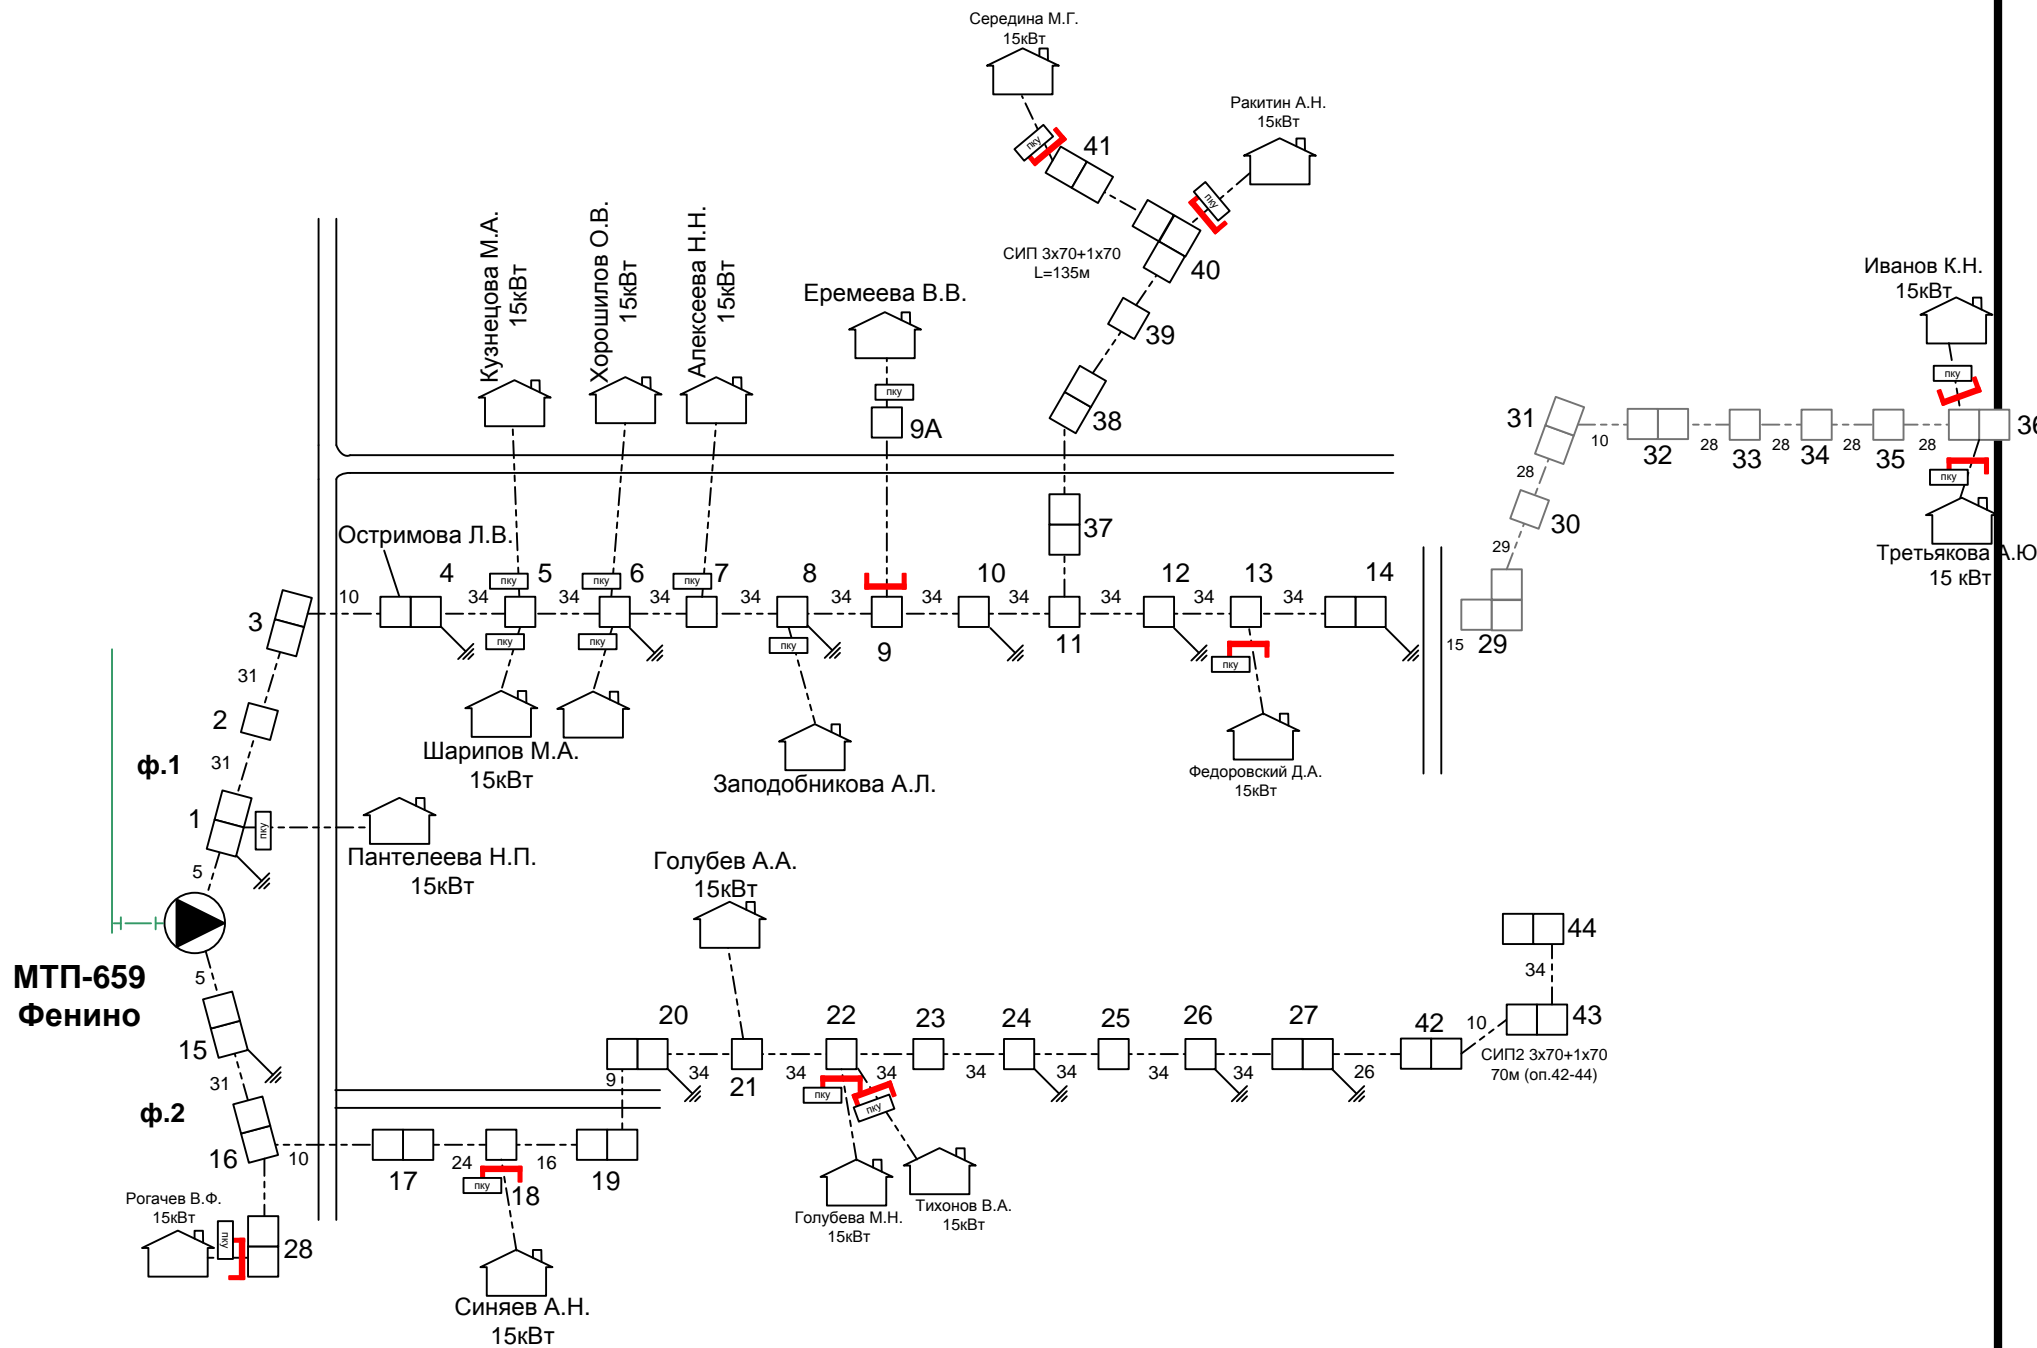 Середина М.Г.
15кВт
Ракитин А.Н.
15кВт
пку
41
пку
СИП 3х70+1х70
L=135м
40
39
38
Кузнецова М.А.
15кВт
Хорошилов О.В.
15кВт
Алексеева Н.Н.
15кВт
Еремеева В.В.
пку
9А
Иванов К.Н.
15кВт
пку
31
10
32
28
33
28
34
28
35
28
36
28
30
29
пку
Третьякова А.Ю
15 кВт
15
29
37
Остримова Л.В.
3
10
4
34
пку
5
34
пку
6
34
пку
7
34
8
34
9
34
10
34
11
34
12
34
13
34
14
пку
пку
пку
пку
31
2
31
ф.1
Шарипов М.А.
15кВт
Заподобникова А.Л.
Федоровский Д.А.
15кВт
1
пку
Пантелеева Н.П.
15кВт
5
МТП-659
Фенино
5
15
31
ф.2
16
10
17
24
18
16
19
пку
Синяев А.Н.
15кВт
Рогачев В.Ф.
15кВт
пку
28
Голубев А.А.
15кВт
9
20
34
21
34
22
34
23
34
24
34
25
34
26
34
27
26
42
10
43
34
44
СИП2 3х70+1х70
70м (оп.42-44)
пку
пку
Голубева М.Н.
15кВт
Тихонов В.А.
15кВт